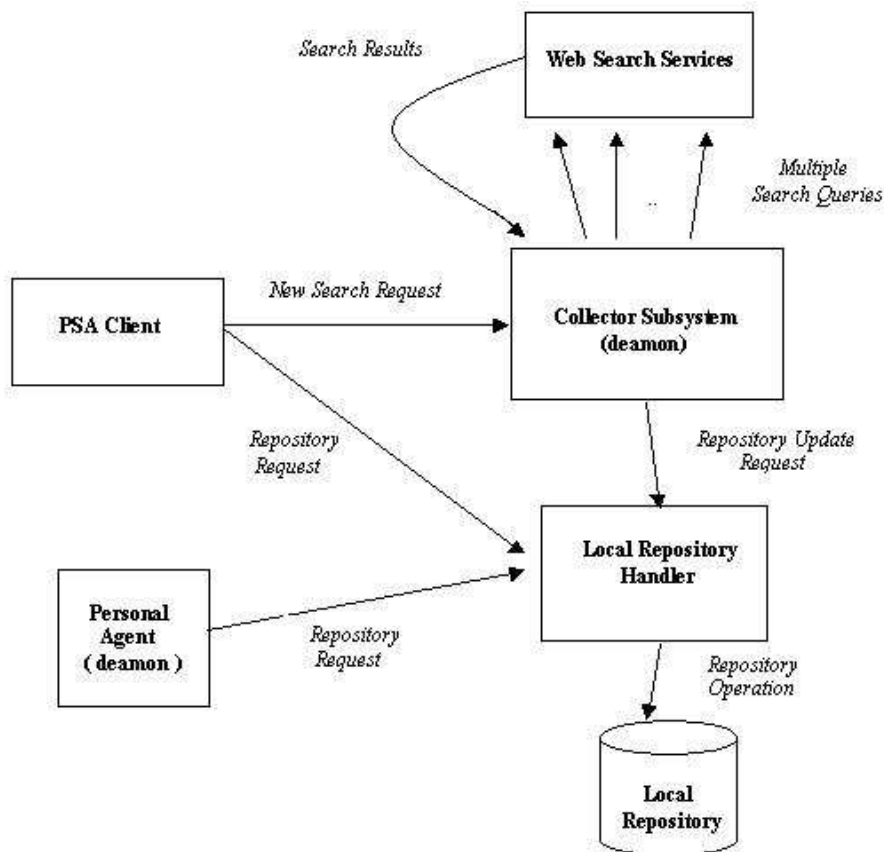 Search Results
Web Search Services
Multiple
Search Queries
..
New Search Request
PSA Client
Collector Subsystem
(deamon)
Repository
Request
Repository Update
Request
Local Repository
Handler
Personal
Agent
( deamon )
Repository
Request
Repository
Operation
Local
Repository